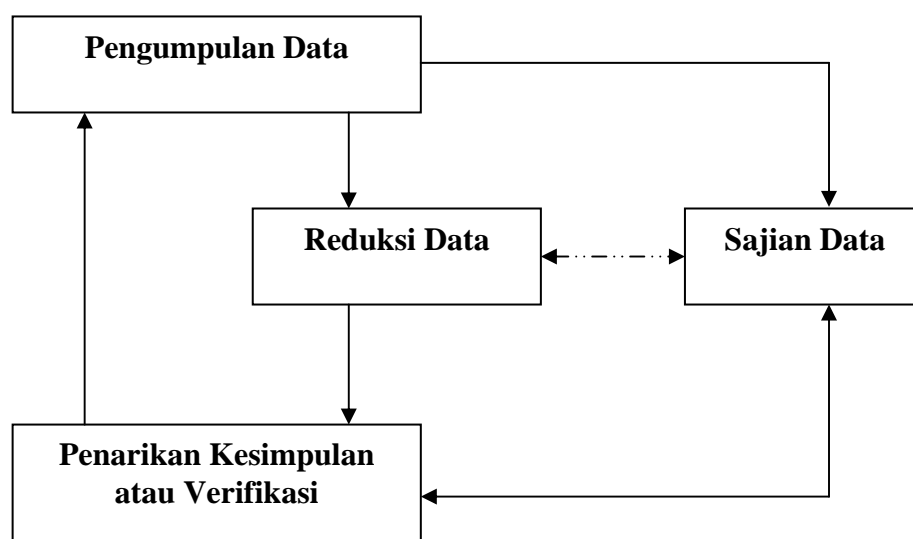 Pengumpulan Data
Reduksi Data
Sajian Data
Penarikan Kesimpulan
atau Verifikasi